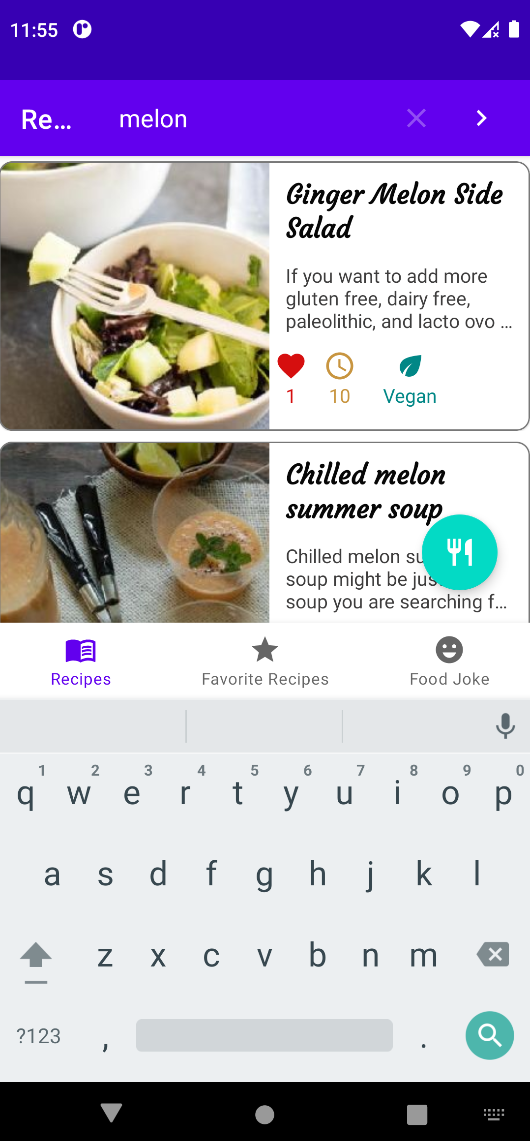 11:55
Re...
melon
Ginger Melon Side
Salad
If you want to add more
gluten free, dairy free,
paleolithic, and lacto ovo ...
1
10
Vegan
Chilled melon
summer soup
Chilled melon su
soup might be jus
soup you are searching f...
Recipes
Favorite Recipes
Food Joke
1 2 3 4 5 6 7 8 9 0
q w e r t y u i o p
a s d f g h j k l
z x c v b n m
?123 , .